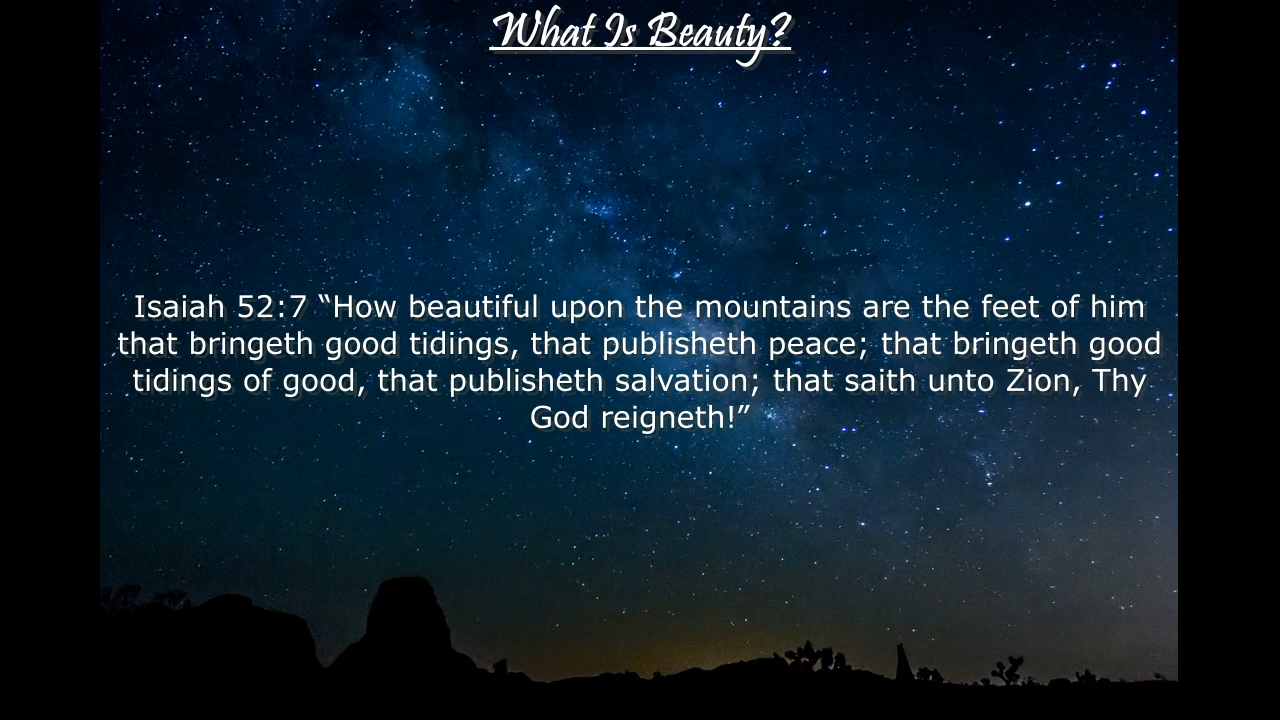 What Is Beauty?
Isaiah 52:7 “How beautiful upon the mountains are the feet of him
that bringeth good tidings, that publisheth peace; that bringeth good
tidings of good, that publisheth salvation; that saith unto Zion, Thy
God reigneth!”